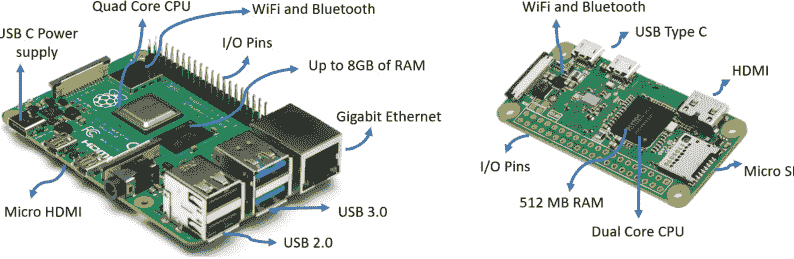 Quad Core CPU
WiFi and Bluetooth
USB C Power
supply
I/O Pins
Up to 8GB of RAM
Gigabit Ethernet
Micro HDMI
USB 3.0
USB 2.0
WiFi and Bluetooth
USB Type C
HDMI
I/O Pins
Micro S
512 MB RAM
Dual Core CPU